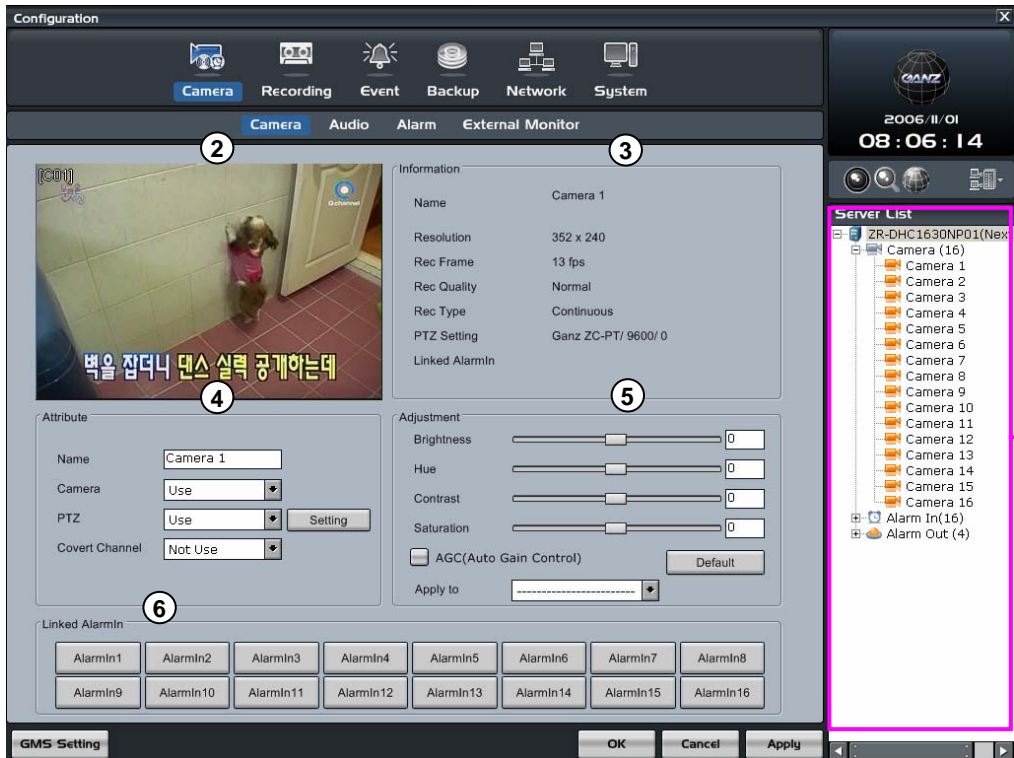 Configuration
X
Camera
Recording
Event
Backup
Network
System
GANZ
2006/11/01
08:06:14
Camera
Audio
Alarm
External Monitor
2
3
[C01]
Qchannel
벽을 잡더니 댄스 실력 공개하는데
Information
Name Camera 1
Resolution 352 x 240
Rec Frame 13 fps
Rec Quality Normal
Rec Type Continuous
PTZ Setting Ganz ZC-PT/ 9600/ 0
Linked AlarmIn
4
5
Attribute
Name Camera 1
Camera Use
PTZ Use Setting
Covert Channel Not Use
Adjustment
Brightness 0
Hue 0
Contrast 0
Saturation 0
AGC(Auto Gain Control)
Default
Apply to ------------------------
6
Linked AlarmIn
AlarmIn1 AlarmIn2 AlarmIn3 AlarmIn4 AlarmIn5 AlarmIn6 AlarmIn7 AlarmIn8
AlarmIn9 AlarmIn10 AlarmIn11 AlarmIn12 AlarmIn13 AlarmIn14 AlarmIn15 AlarmIn16
Server List
ZR-DHC1630NP01(Nex
Camera (16)
Camera 1
Camera 2
Camera 3
Camera 4
Camera 5
Camera 6
Camera 7
Camera 8
Camera 9
Camera 10
Camera 11
Camera 12
Camera 13
Camera 14
Camera 15
Camera 16
Alarm In(16)
Alarm Out (4)
GMS Setting
OK
Cancel
Apply